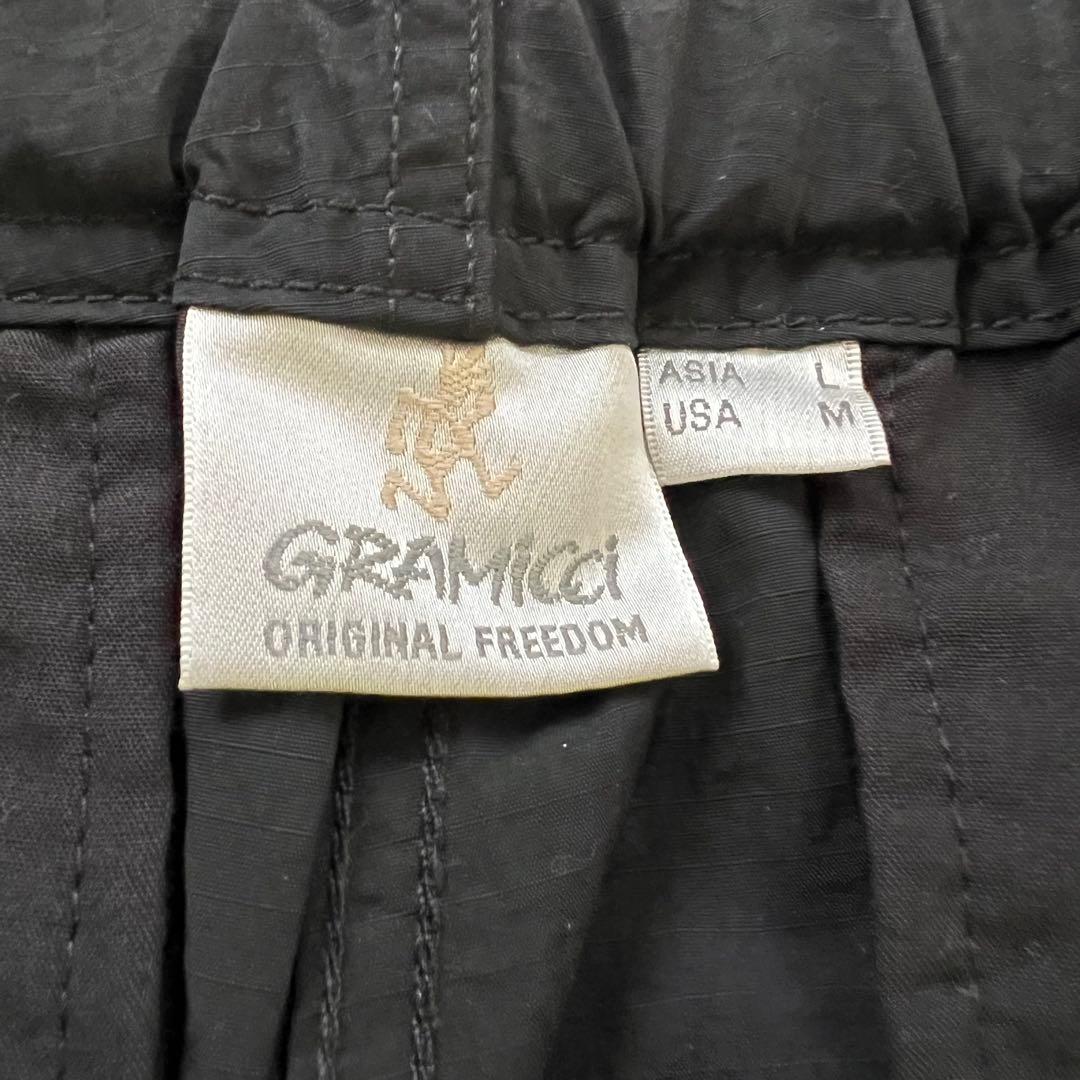 GRAMICCi
ORIGINAL FREEDOM
ASIA L
USA M